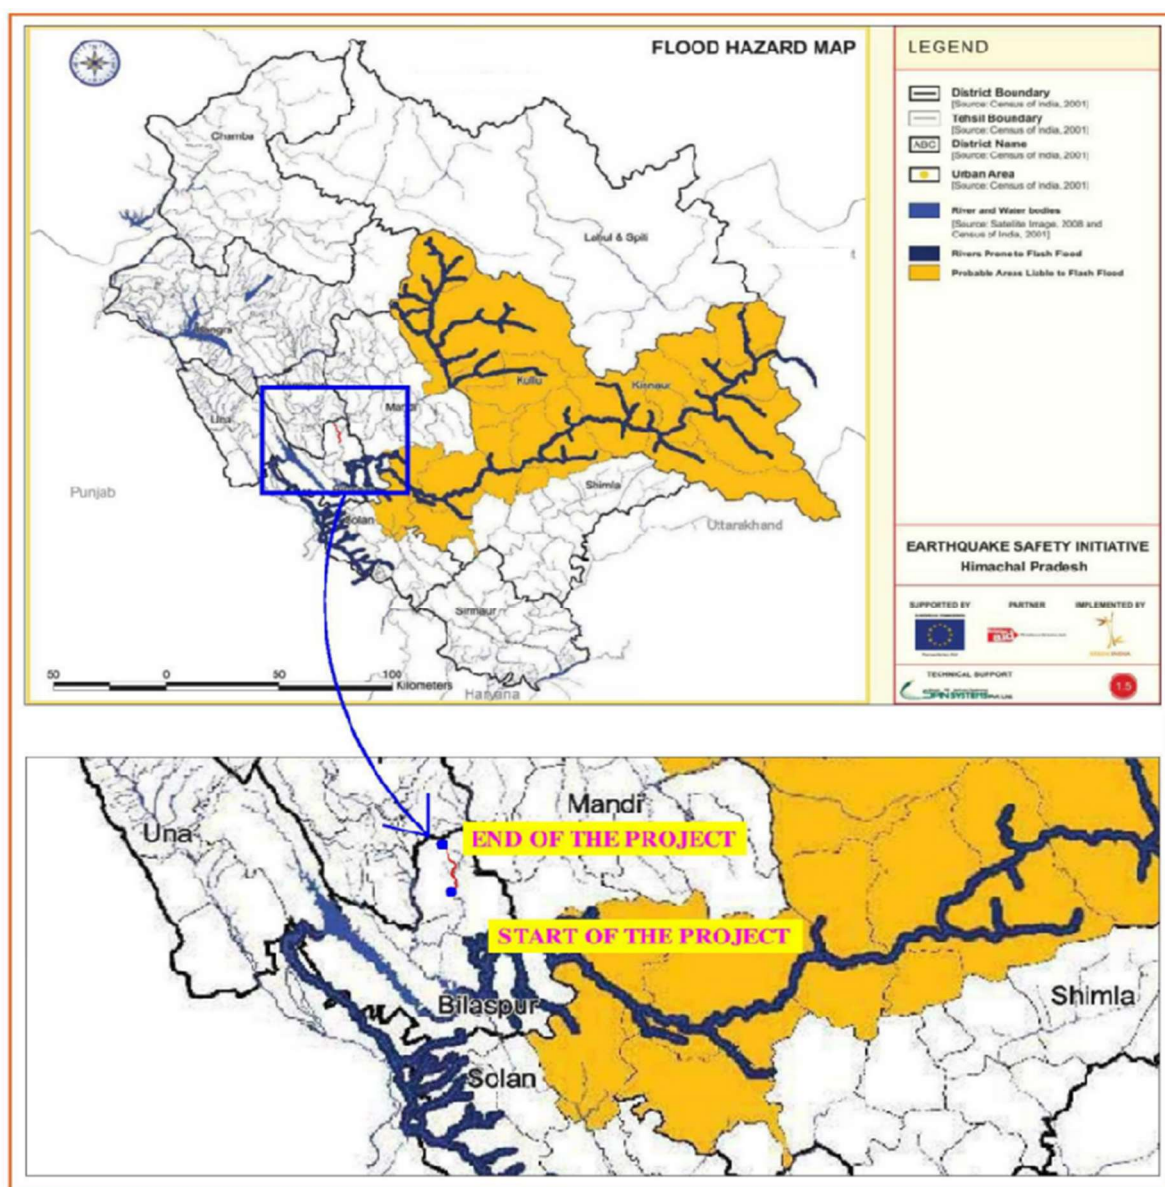 FLOOD HAZARD MAP
Chamba
Lahul & Spiti
Kangra
Kullu
Kinnaur
Mandi
Una
Punjab
Shimla
Solan
Uttarakhand
Sirmaur
Haryana
50 0 50 100
Kilometers
LEGEND
District Boundary
[Source: Census of india, 2001]
Tehsil Boundary
[Source: Census of india, 2001]
ABC District Name
[Source: Census of india, 2001]
Urban Area
[Source: Census of india, 2001]
River and Water bodies
[Source: Satellite Image, 2008 and
Census of India, 2001]
Rivers Prone to Flash Flood
Probable Areas Liable to Flash Flood
EARTHQUAKE SAFETY INITIATIVE
Himachal Pradesh
SUPPORTED BY PARTNER IMPLEMENTED BY
TECHNICAL SUPPORT
1.5
Una
Mandi
END OF THE PROJECT
START OF THE PROJECT
Bilaspur
Shimla
Solan